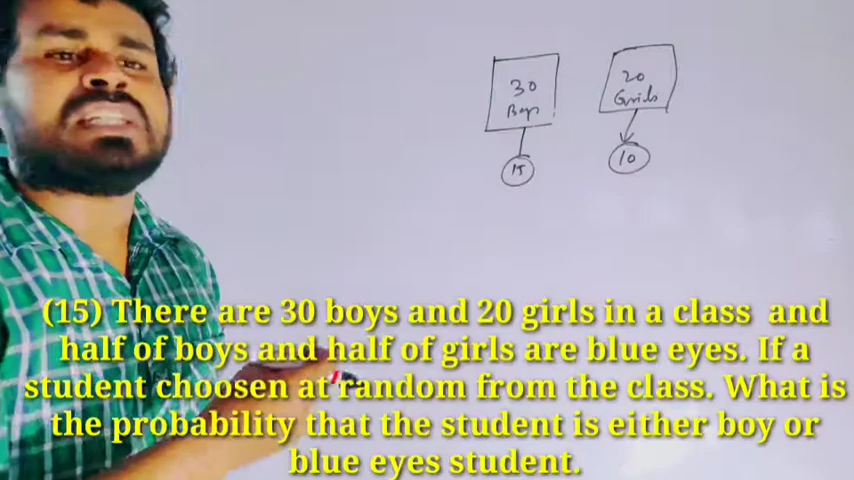 30
Boys
20
Girls
15
10
(15) There are 30 boys and 20 girls in a class and
half of boys and half of girls are blue eyes. If a
student choosen at random from the class. What is
the probability that the student is either boy or
blue eyes student.